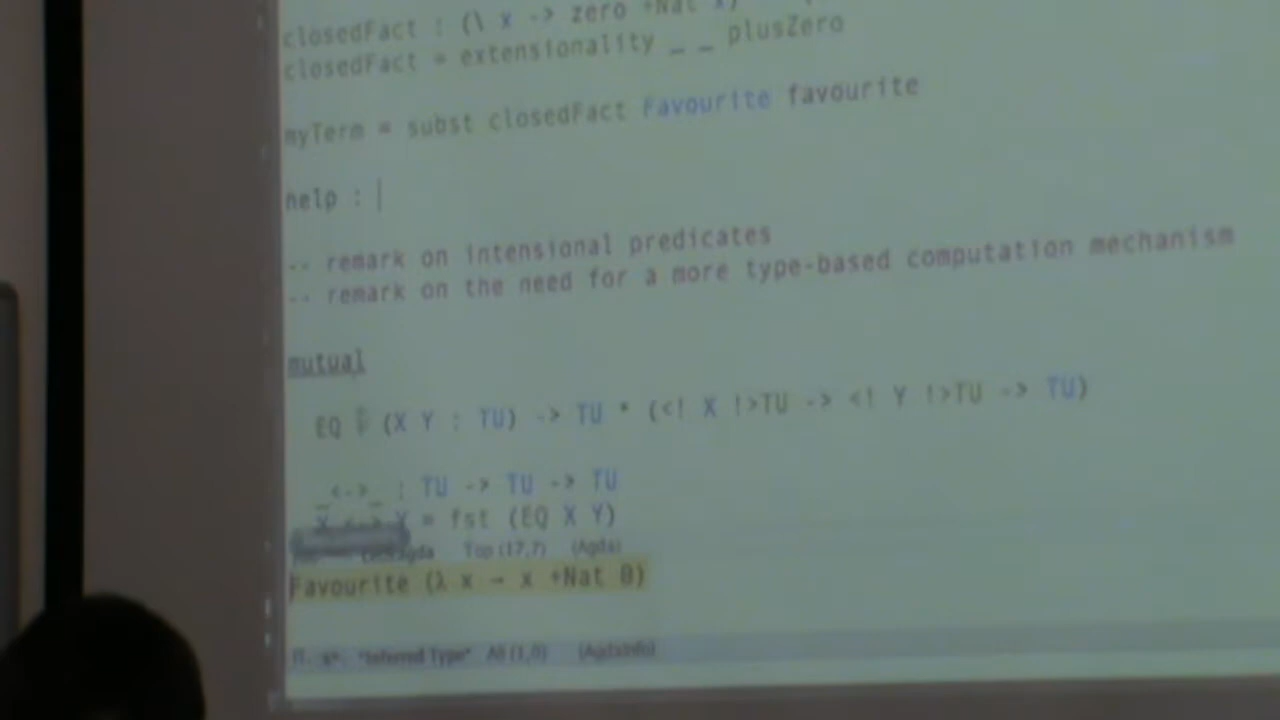 closedFact : (\ x -> zero +Nat x)
closedFact = extensionality _ _ plusZero
myTerm = subst closedFact Favourite favourite
help :
-- remark on intensional predicates
-- remark on the need for a more type-based computation mechanism
mutual
EQ : (X Y : TU) -> TU * (<! X !>TU -> <! Y !>TU -> TU)
_<->_ : TU -> TU -> TU
X <-> Y = fst (EQ X Y)
Top (17,7) (Agda)
Favourite (λ x → x +Nat 0)
*Inferred Type* All (1,0) (AgdaInfo)